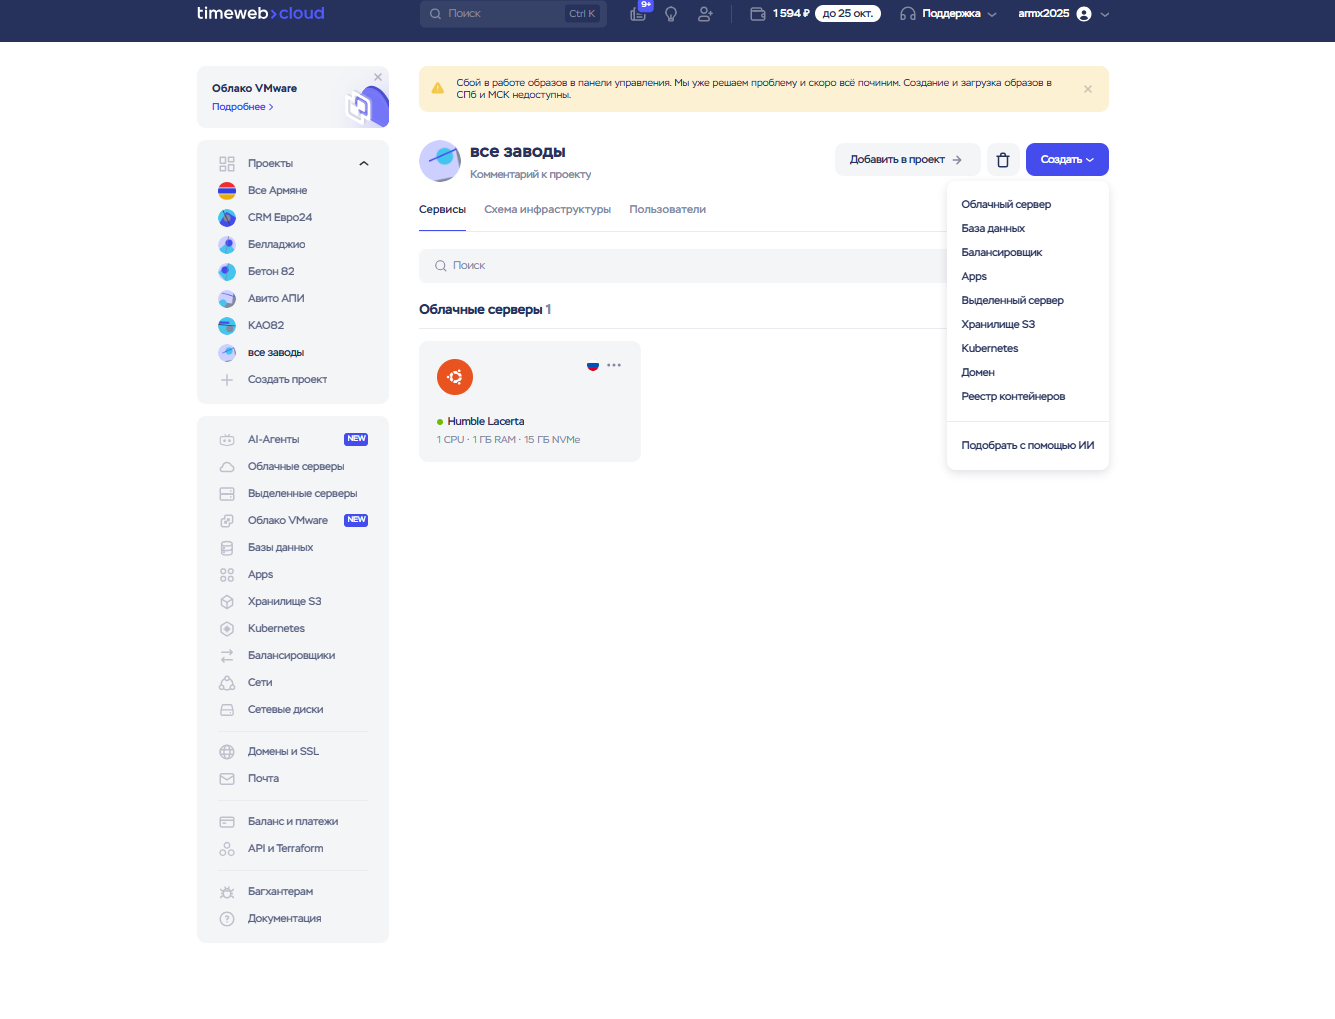 timeweb>cloud
Поиск
Ctrl K
9+
1 594 ₽
до 25 окт.
Поддержка
armx2025
Облако VMware
Подробнее >
Проекты
Все Армяне
CRM Евро24
Белладжио
Бетон 82
Авито АПИ
КАО82
все заводы
Создать проект
AI-Агенты NEW
Облачные серверы
Выделенные серверы
Облако VMware NEW
Базы данных
Apps
Хранилище S3
Kubernetes
Балансировщики
Сети
Сетевые диски
Домены и SSL
Почта
Баланс и платежи
API и Terraform
Багхантерам
Документация
Сбой в работе образов в панели управления. Мы уже решаем проблему и скоро всё починим. Создание и загрузка образов в
СПб и МСК недоступны.
все заводы
Комментарий к проекту
Добавить в проект
Создать
Сервисы
Схема инфраструктуры
Пользователи
Поиск
Облачные серверы 1
Humble Lacerta
1 CPU · 1 ГБ RAM · 15 ГБ NVMe
Облачный сервер
База данных
Балансировщик
Apps
Выделенный сервер
Хранилище S3
Kubernetes
Домен
Реестр контейнеров
Подобрать с помощью ИИ